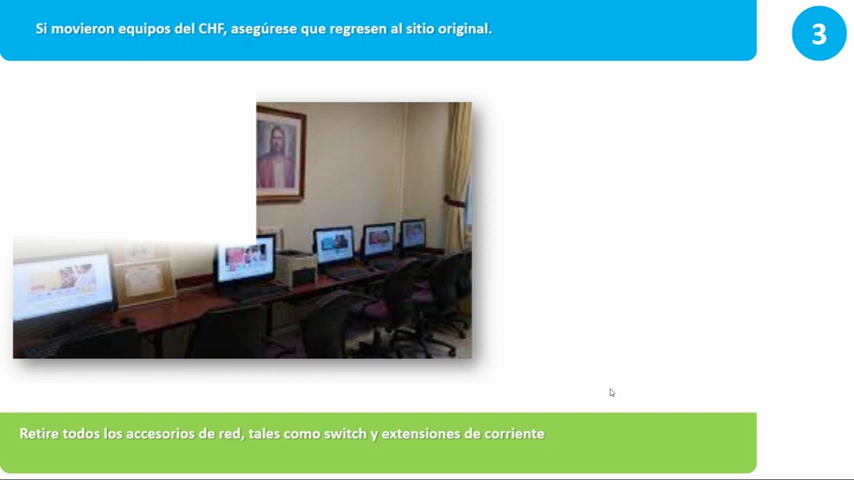 Si movieron equipos del CHF, asegúrese que regresen al sitio original.
3
Retire todos los accesorios de red, tales como switch y extensiones de corriente